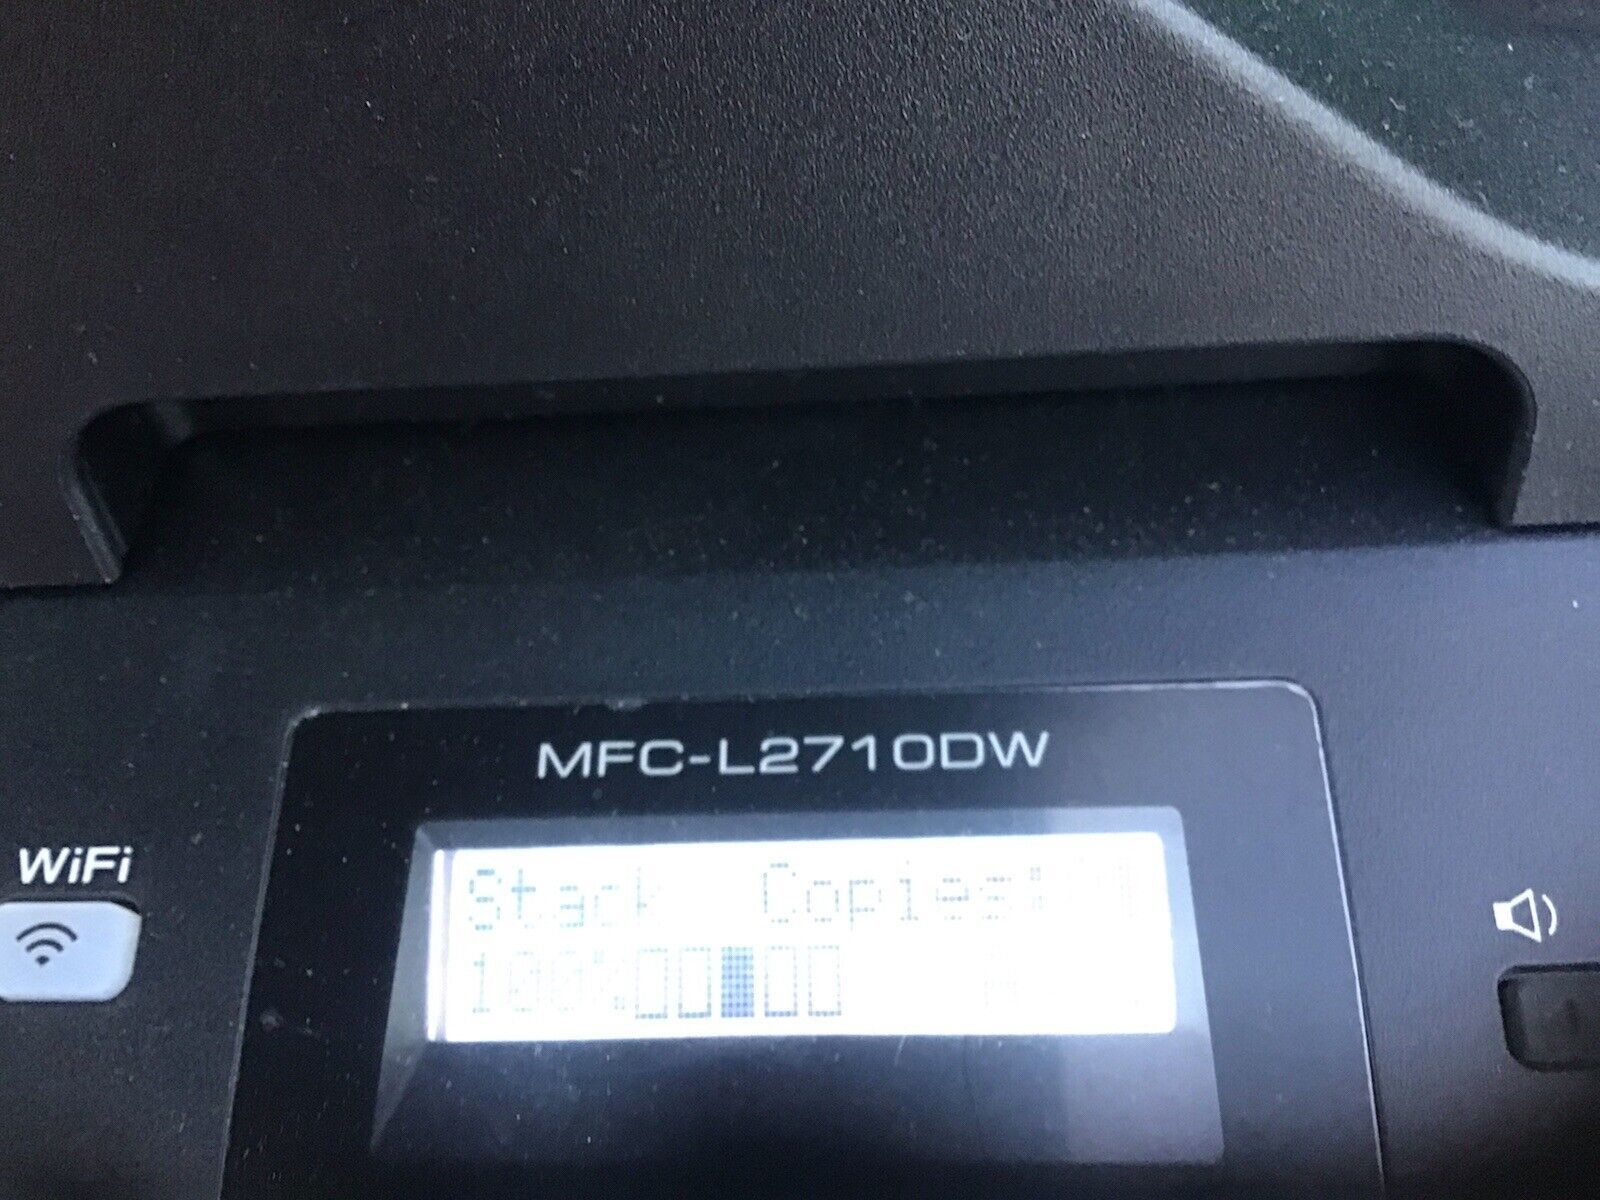 MFC-L2710DW
WiFi
Stack Copies:
100%